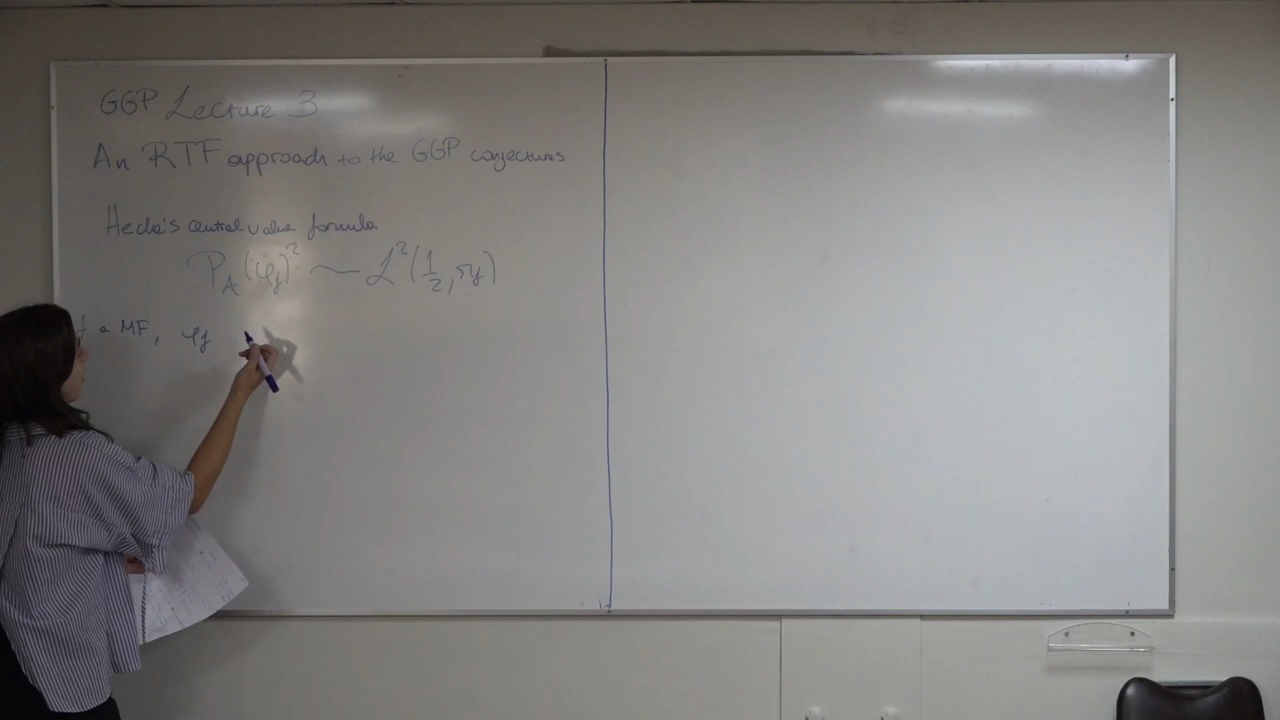 GGP Lecture 3
An RTF approach to the GGP conjectures
Hecke's central value formula
P_A(φ_f)² ~ L²(1/2, π_f)
f a MF, φ_f